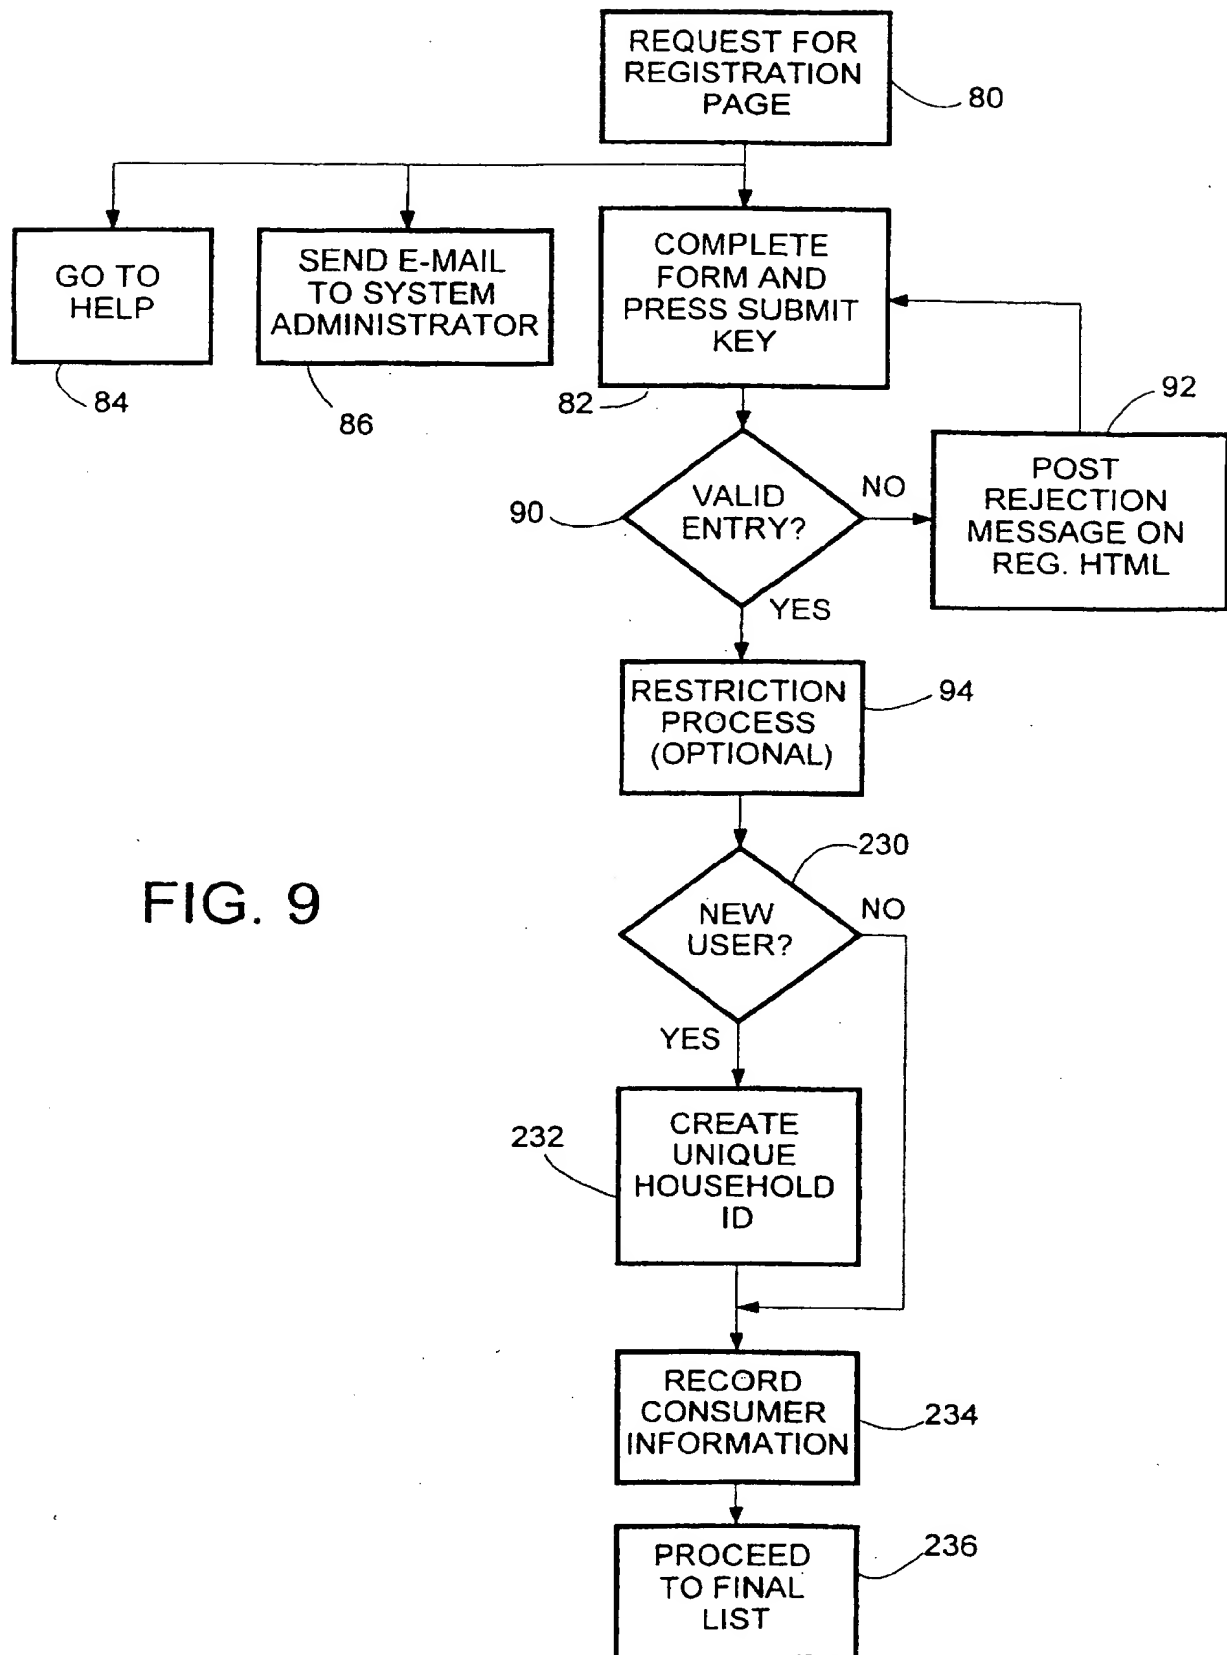 REQUEST FOR
REGISTRATION
PAGE
80
GO TO
HELP
84
SEND E-MAIL
TO SYSTEM
ADMINISTRATOR
86
COMPLETE
FORM AND
PRESS SUBMIT
KEY
82
92
POST
REJECTION
MESSAGE ON
REG. HTML
90
VALID
ENTRY?
NO
YES
RESTRICTION
PROCESS
(OPTIONAL)
94
230
NEW
USER?
NO
YES
FIG. 9
232
CREATE
UNIQUE
HOUSEHOLD
ID
RECORD
CONSUMER
INFORMATION
234
PROCEED
TO FINAL
LIST
236